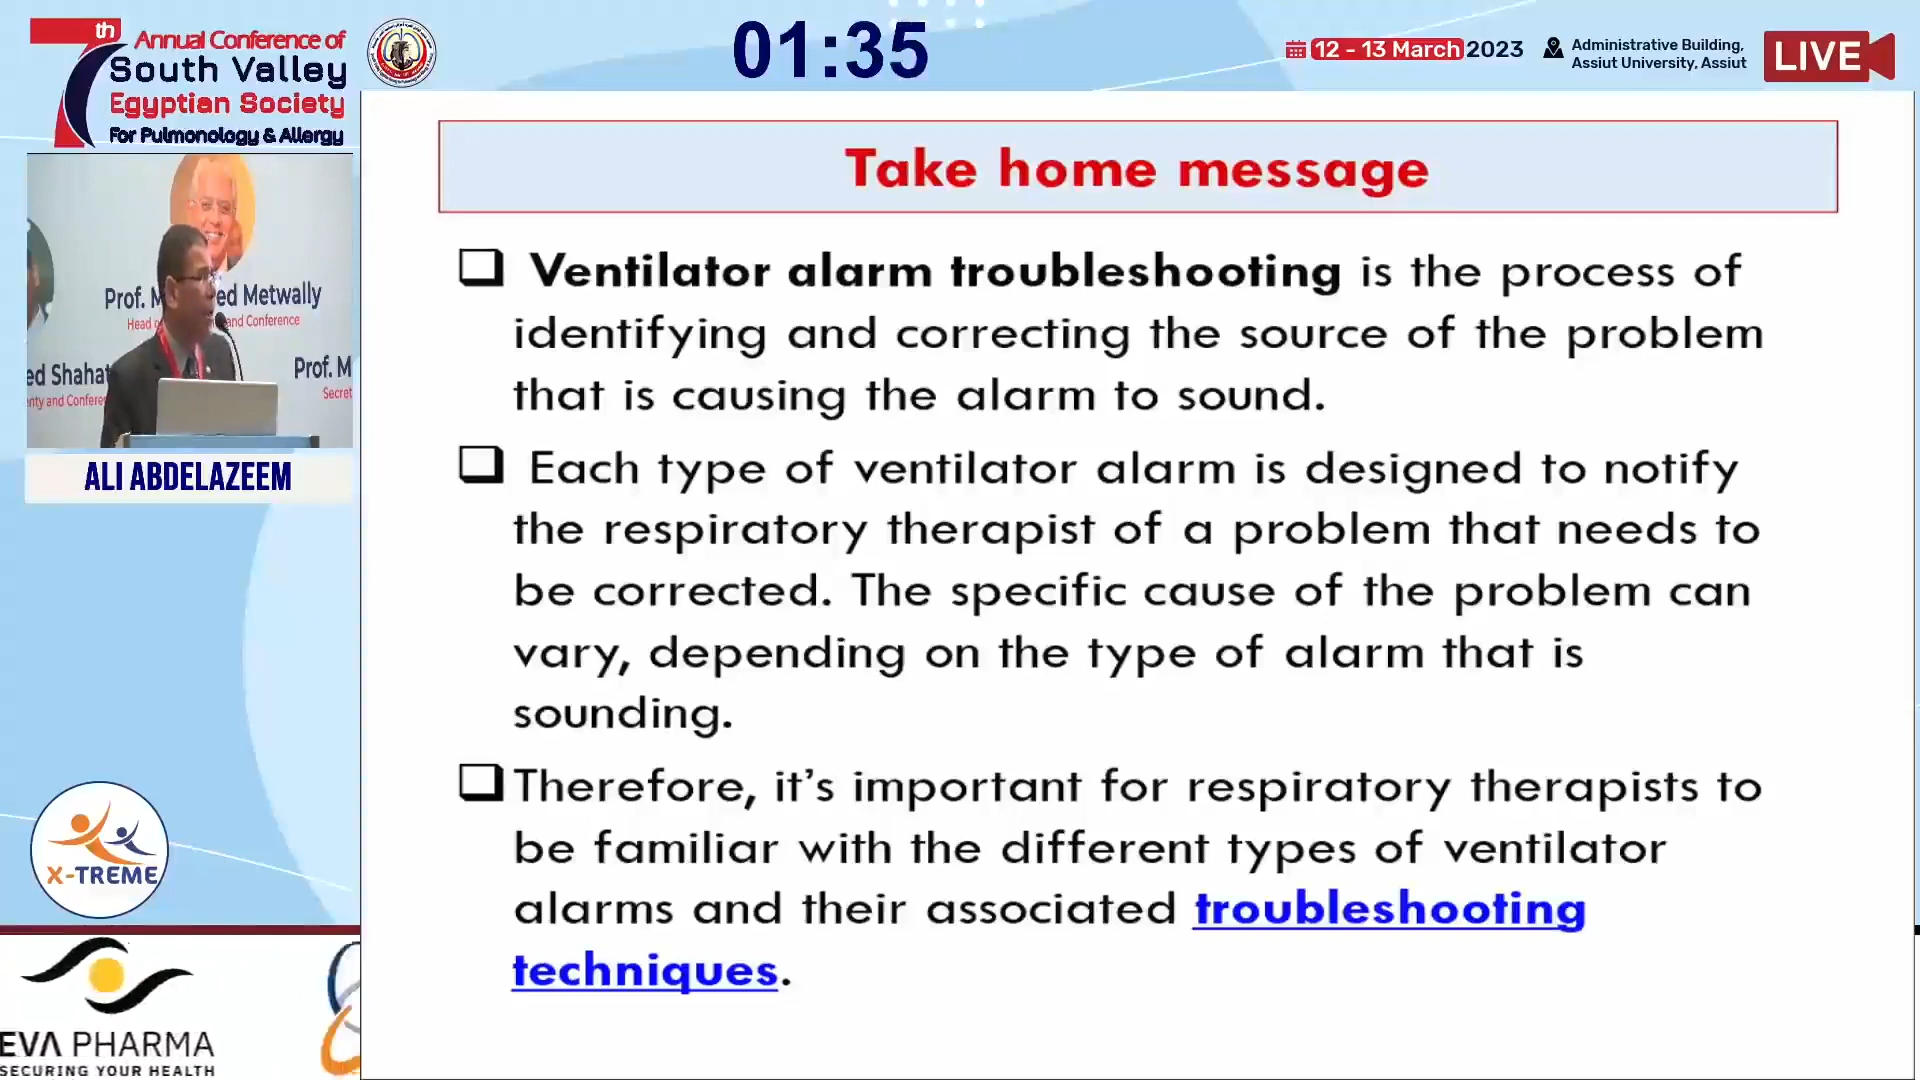 7th
Annual Conference of
South Valley
Egyptian Society
For Pulmonology & Allergy
01:35
12 - 13 March 2023
Administrative Building,
Assiut University, Assiut
LIVE
Prof. M
ed Metwally
Head
and Conference
ed Shahat
nty and Confere
Prof. M
Secret
ALI ABDELAZEEM
Take home message
Ventilator alarm troubleshooting is the process of
identifying and correcting the source of the problem
that is causing the alarm to sound.
Each type of ventilator alarm is designed to notify
the respiratory therapist of a problem that needs to
be corrected. The specific cause of the problem can
vary, depending on the type of alarm that is
sounding.
Therefore, it's important for respiratory therapists to
be familiar with the different types of ventilator
alarms and their associated troubleshooting
techniques.
X-TREME
EVA PHARMA
SECURING YOUR HEALTH